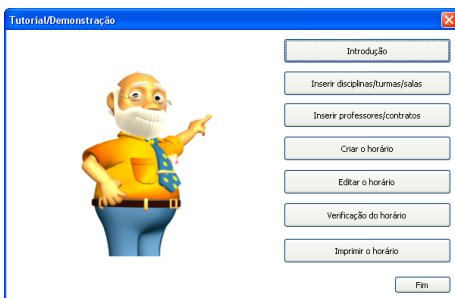 Tutorial/Demonstração
Introdução
Inserir disciplinas/turmas/salas
Inserir professores/contratos
Criar o horário
Editar o horário
Verificação do horário
Imprimir o horário
Fim